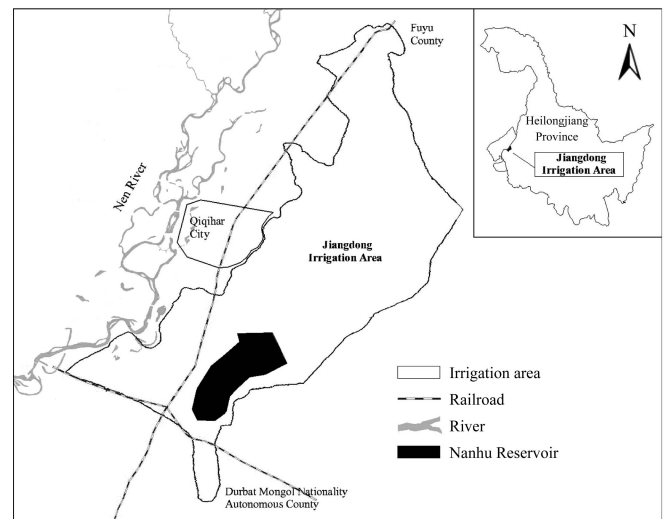 Fuyu
County
Nen River
Qiqihar
City
Jiangdong
Irrigation Area
Durbat Mongol Nationality
Autonomous County
N
Heilongjiang
Province
Jiangdong
Irrigation Area
Irrigation area
Railroad
River
Nanhu Reservoir